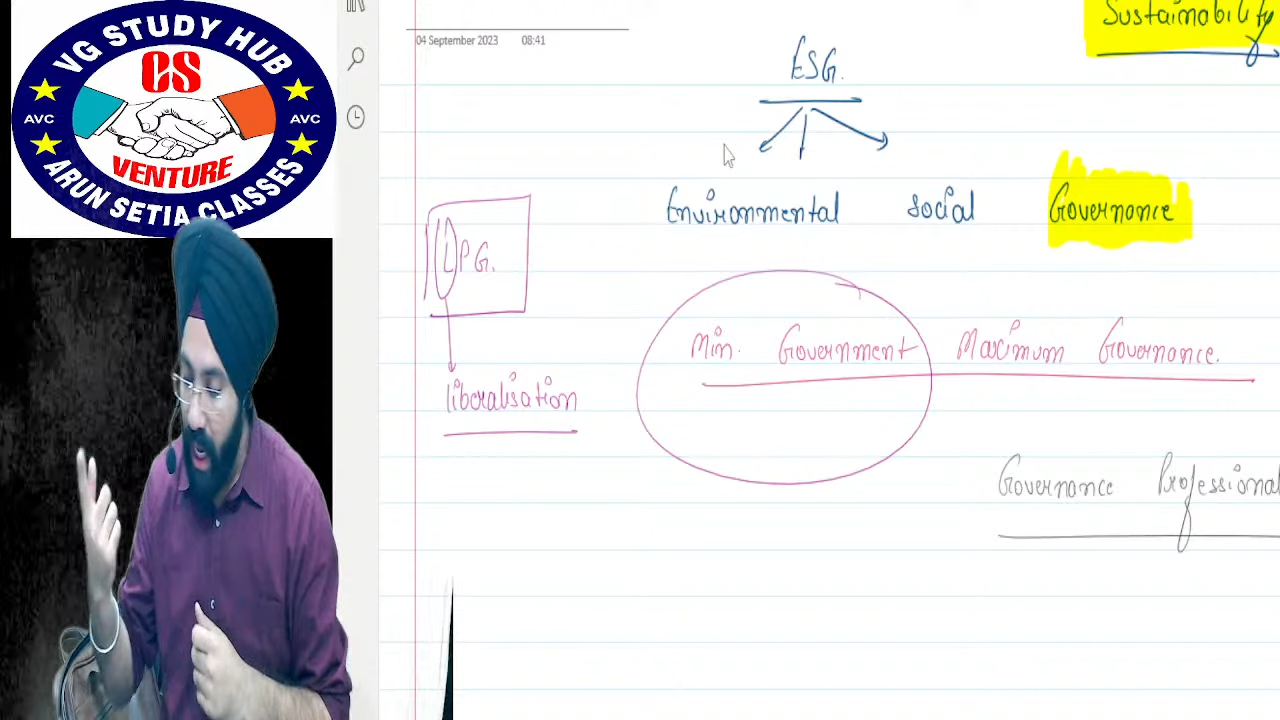 VG STUDY HUB
CS
AVC
AVC
VENTURE
ARUN SETIA CLASSES
04 September 2023 08:41
Sustainability
ESG.
Environmental Social Governance
LPG.
Min. Government Maximum Governance.
liberalisation
Governance Professional